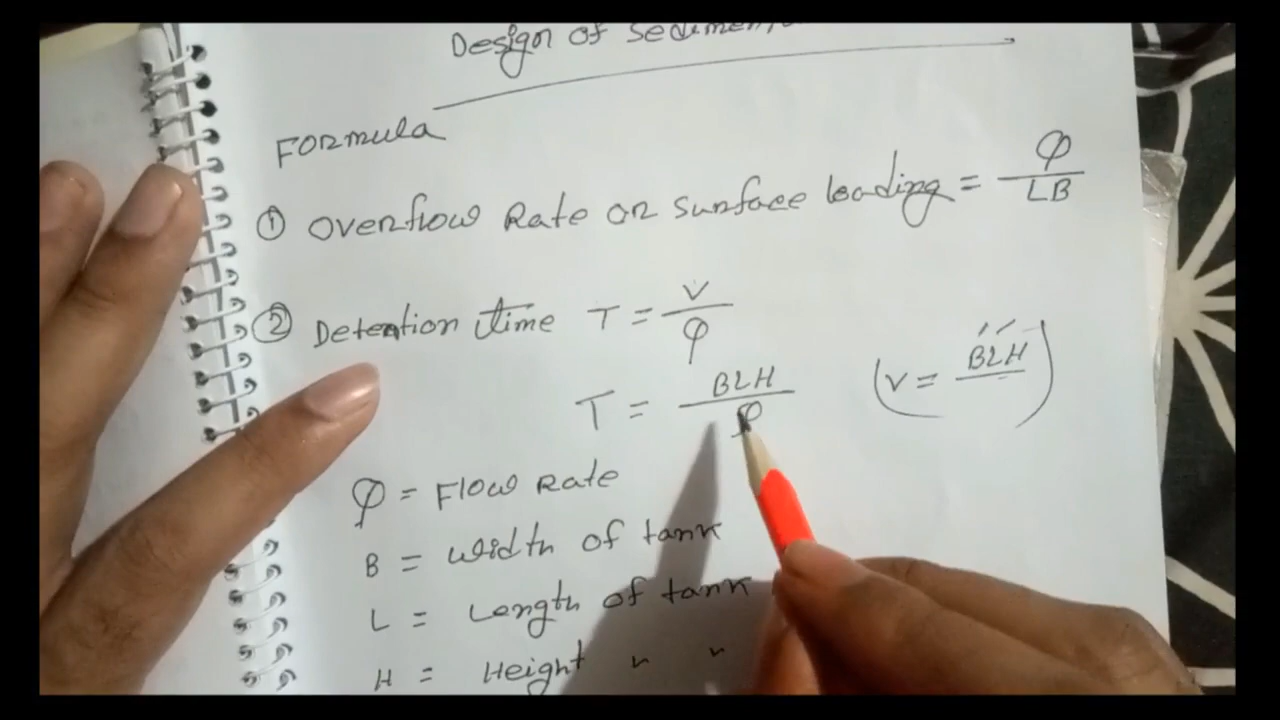 Design of Sedimen
Formula
① Overflow Rate or Surface loading = Q / LB
② Detention time T = V / Q
T = BLH / Q (V = BLH)
Q = Flow Rate
B = Width of tank
L = Length of tank
H = Height " "